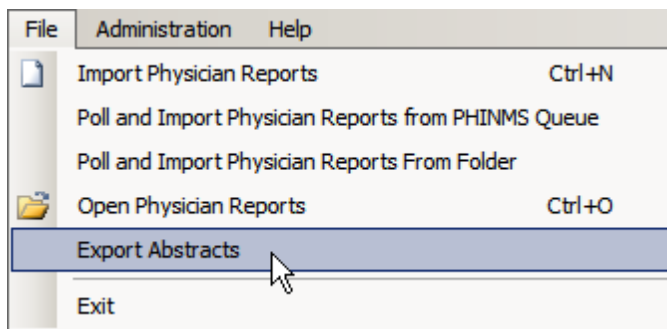 File Administration Help
Import Physician Reports Ctrl+N
Poll and Import Physician Reports from PHINMS Queue
Poll and Import Physician Reports From Folder
Open Physician Reports Ctrl+O
Export Abstracts
Exit